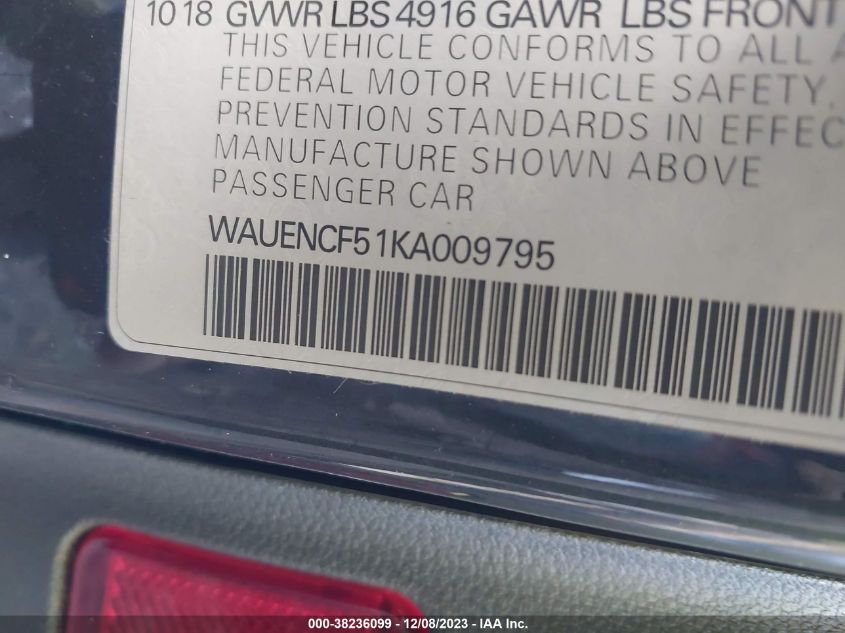 10 18 GVWR LBS 4916 GAWR LBS FRONT
THIS VEHICLE CONFORMS TO ALL A
FEDERAL MOTOR VEHICLE SAFETY,
PREVENTION STANDARDS IN EFFEC
MANUFACTURE SHOWN ABOVE
PASSENGER CAR
WAUENCF51KA009795
000-38236099 - 12/08/2023 - IAA Inc.